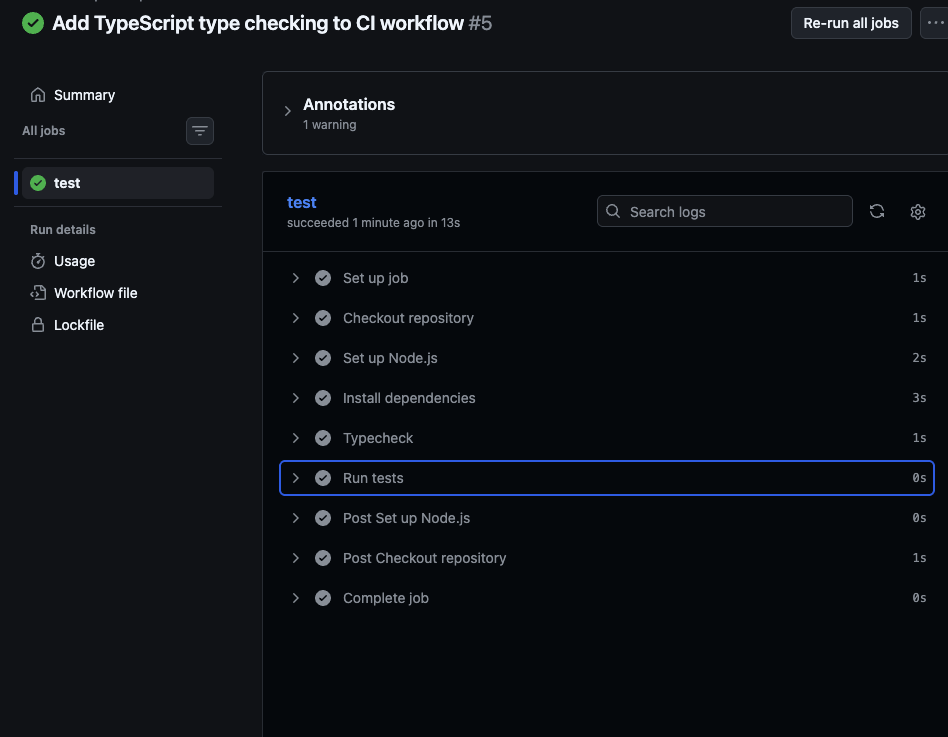 Add TypeScript type checking to CI workflow #5
Re-run all jobs
Summary
All jobs
test
Run details
Usage
Workflow file
Lockfile
Annotations
1 warning
test
succeeded 1 minute ago in 13s
Search logs
Set up job 1s
Checkout repository 1s
Set up Node.js 2s
Install dependencies 3s
Typecheck 1s
Run tests 0s
Post Set up Node.js 0s
Post Checkout repository 1s
Complete job 0s